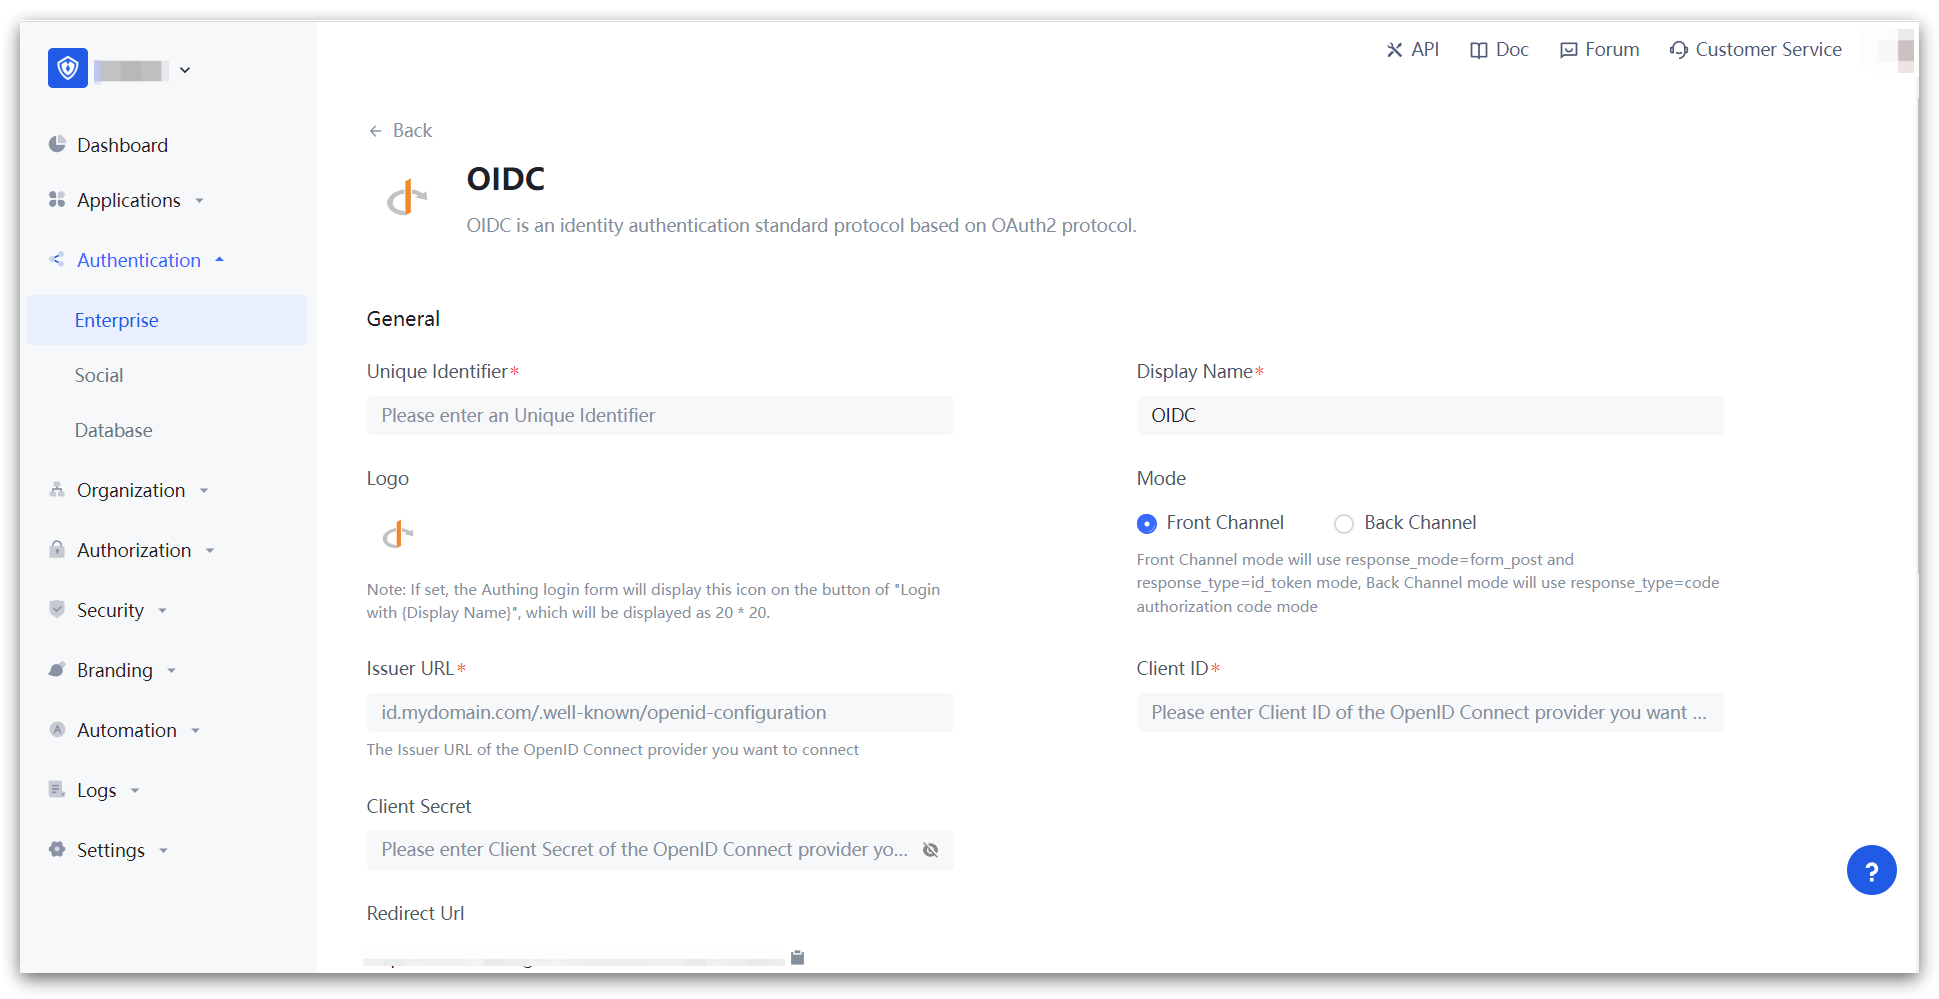 API
Doc
Forum
Customer Service
Dashboard
Applications
Authentication
Enterprise
Social
Database
Organization
Authorization
Security
Branding
Automation
Logs
Settings
Back
OIDC
OIDC is an identity authentication standard protocol based on OAuth2 protocol.
General
Unique Identifier*
Please enter an Unique Identifier
Display Name*
OIDC
Logo
Note: If set, the Authing login form will display this icon on the button of "Login
with {Display Name}", which will be displayed as 20 * 20.
Mode
Front Channel
Back Channel
Front Channel mode will use response_mode=form_post and
response_type=id_token mode, Back Channel mode will use response_type=code
authorization code mode
Issuer URL*
id.mydomain.com/.well-known/openid-configuration
The Issuer URL of the OpenID Connect provider you want to connect
Client ID*
Please enter Client ID of the OpenID Connect provider you want ...
Client Secret
Please enter Client Secret of the OpenID Connect provider yo...
Redirect Url
?